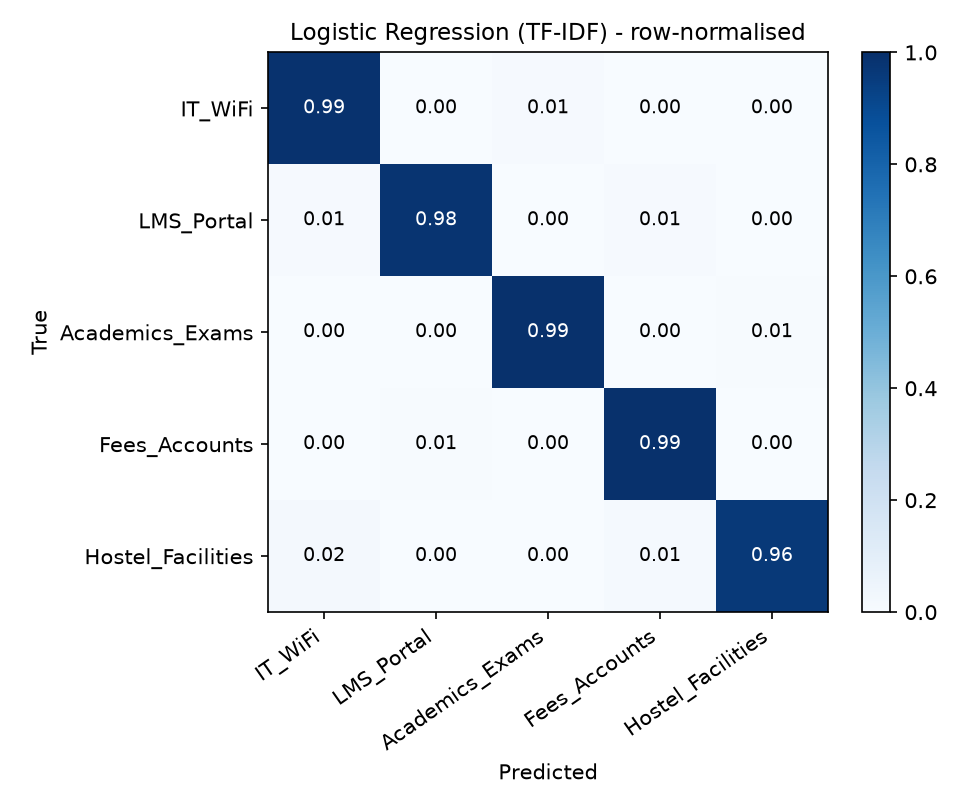 Logistic Regression (TF-IDF) - row-normalised
True
IT_WiFi 0.99 0.00 0.01 0.00 0.00
LMS_Portal 0.01 0.98 0.00 0.01 0.00
Academics_Exams 0.00 0.00 0.99 0.00 0.01
Fees_Accounts 0.00 0.01 0.00 0.99 0.00
Hostel_Facilities 0.02 0.00 0.00 0.01 0.96
IT_WiFi LMS_Portal Academics_Exams Fees_Accounts Hostel_Facilities
Predicted
1.0
0.8
0.6
0.4
0.2
0.0